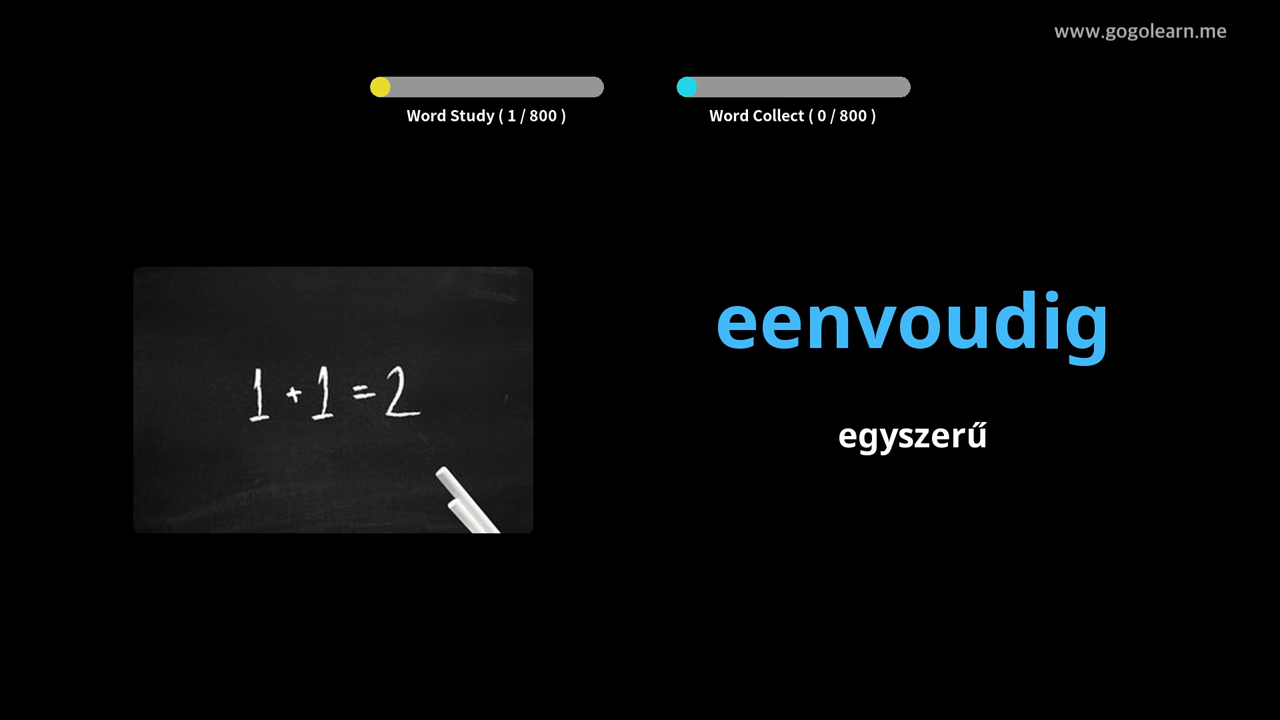 www.gogolearn.me
Word Study ( 1 / 800 )
Word Collect ( 0 / 800 )
1 + 1 = 2
eenvoudig
egyszerű